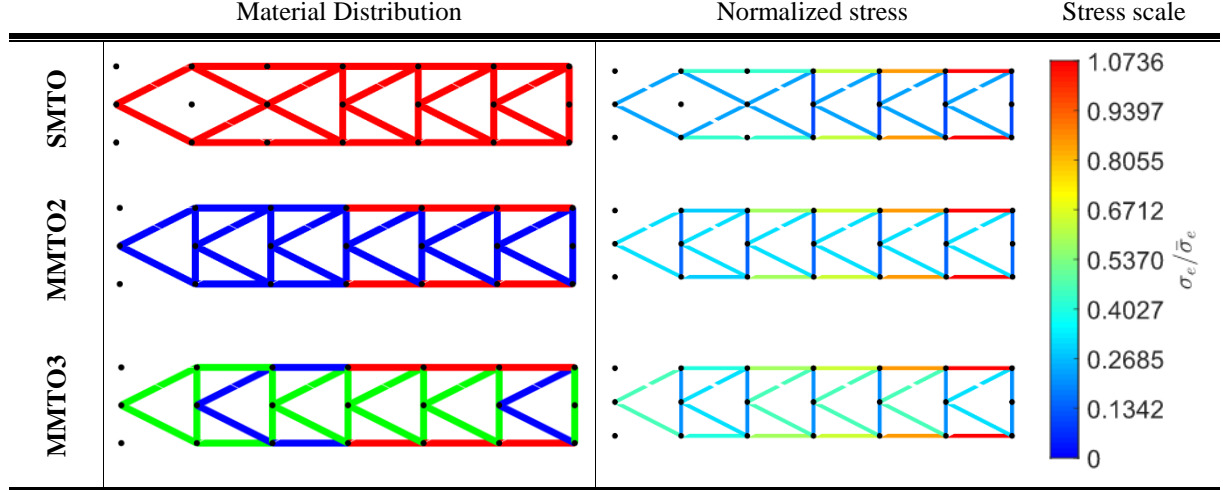 Material Distribution
Normalized stress
Stress scale
SMTO
MMTO2
MMTO3
1.0736
0.9397
0.8055
0.6712
0.5370
0.4027
0.2685
0.1342
0
σe/σ̄e